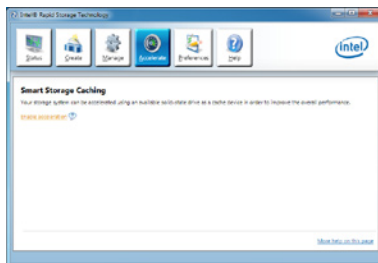 Intel® Rapid Storage Technology
Status Create Manage Accelerate Preferences Help
intel
Smart Storage Caching
Your storage system can be accelerated using an available solid-state drive as a cache device in order to improve the overall performance.
Enable acceleration
More help on this page